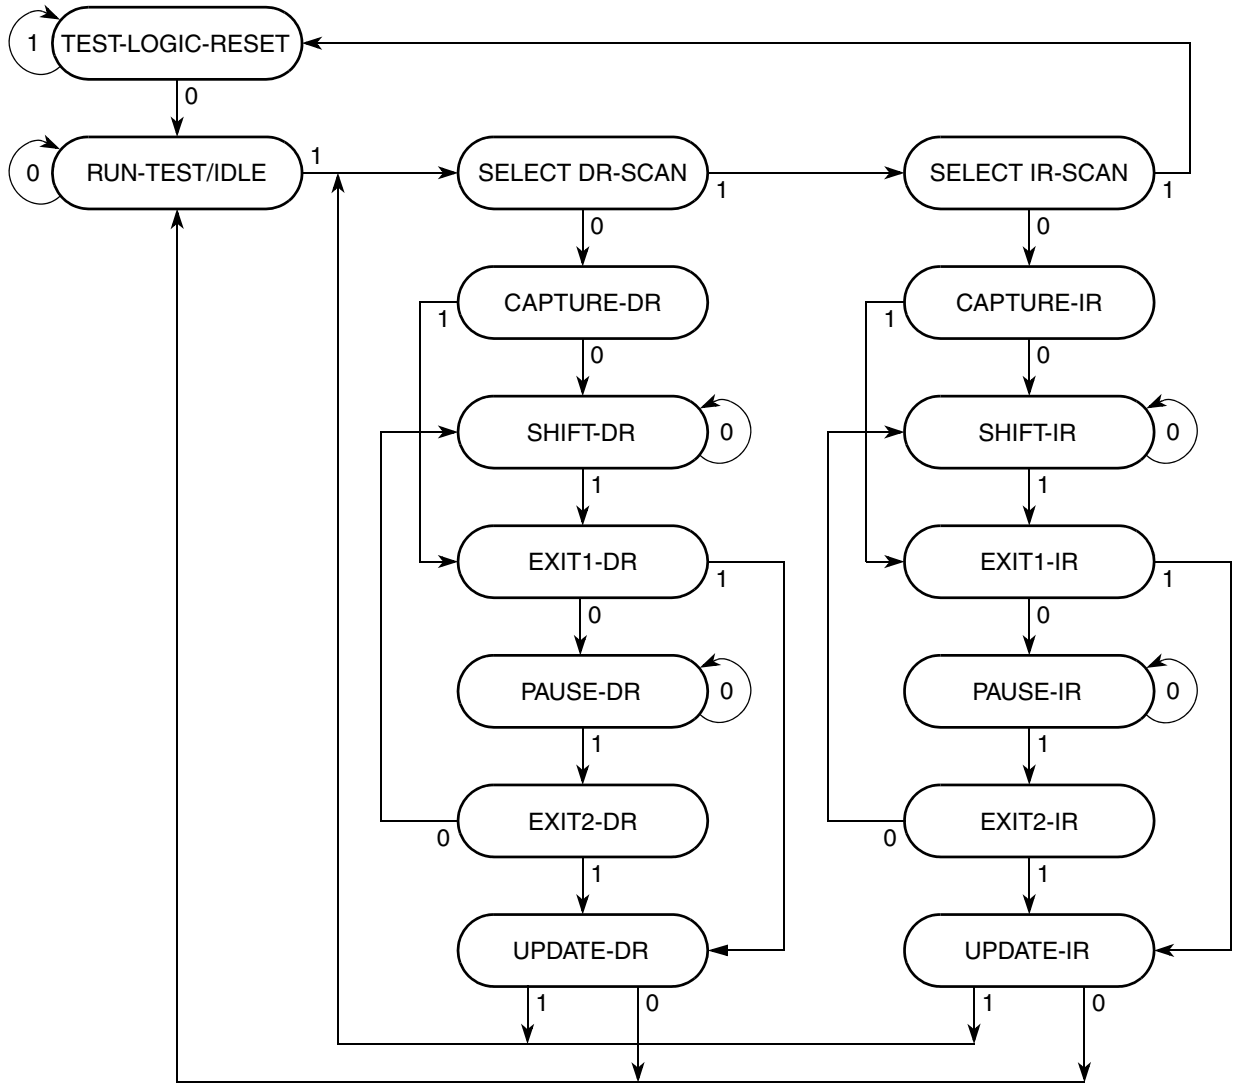 1
TEST-LOGIC-RESET
0
0
RUN-TEST/IDLE
1
SELECT DR-SCAN
1
SELECT IR-SCAN
1
0
0
CAPTURE-DR
1
0
CAPTURE-IR
1
0
SHIFT-DR
0
1
SHIFT-IR
0
1
EXIT1-DR
1
0
EXIT1-IR
1
0
PAUSE-DR
0
1
PAUSE-IR
0
1
EXIT2-DR
0
1
EXIT2-IR
0
1
UPDATE-DR
1
0
UPDATE-IR
1
0